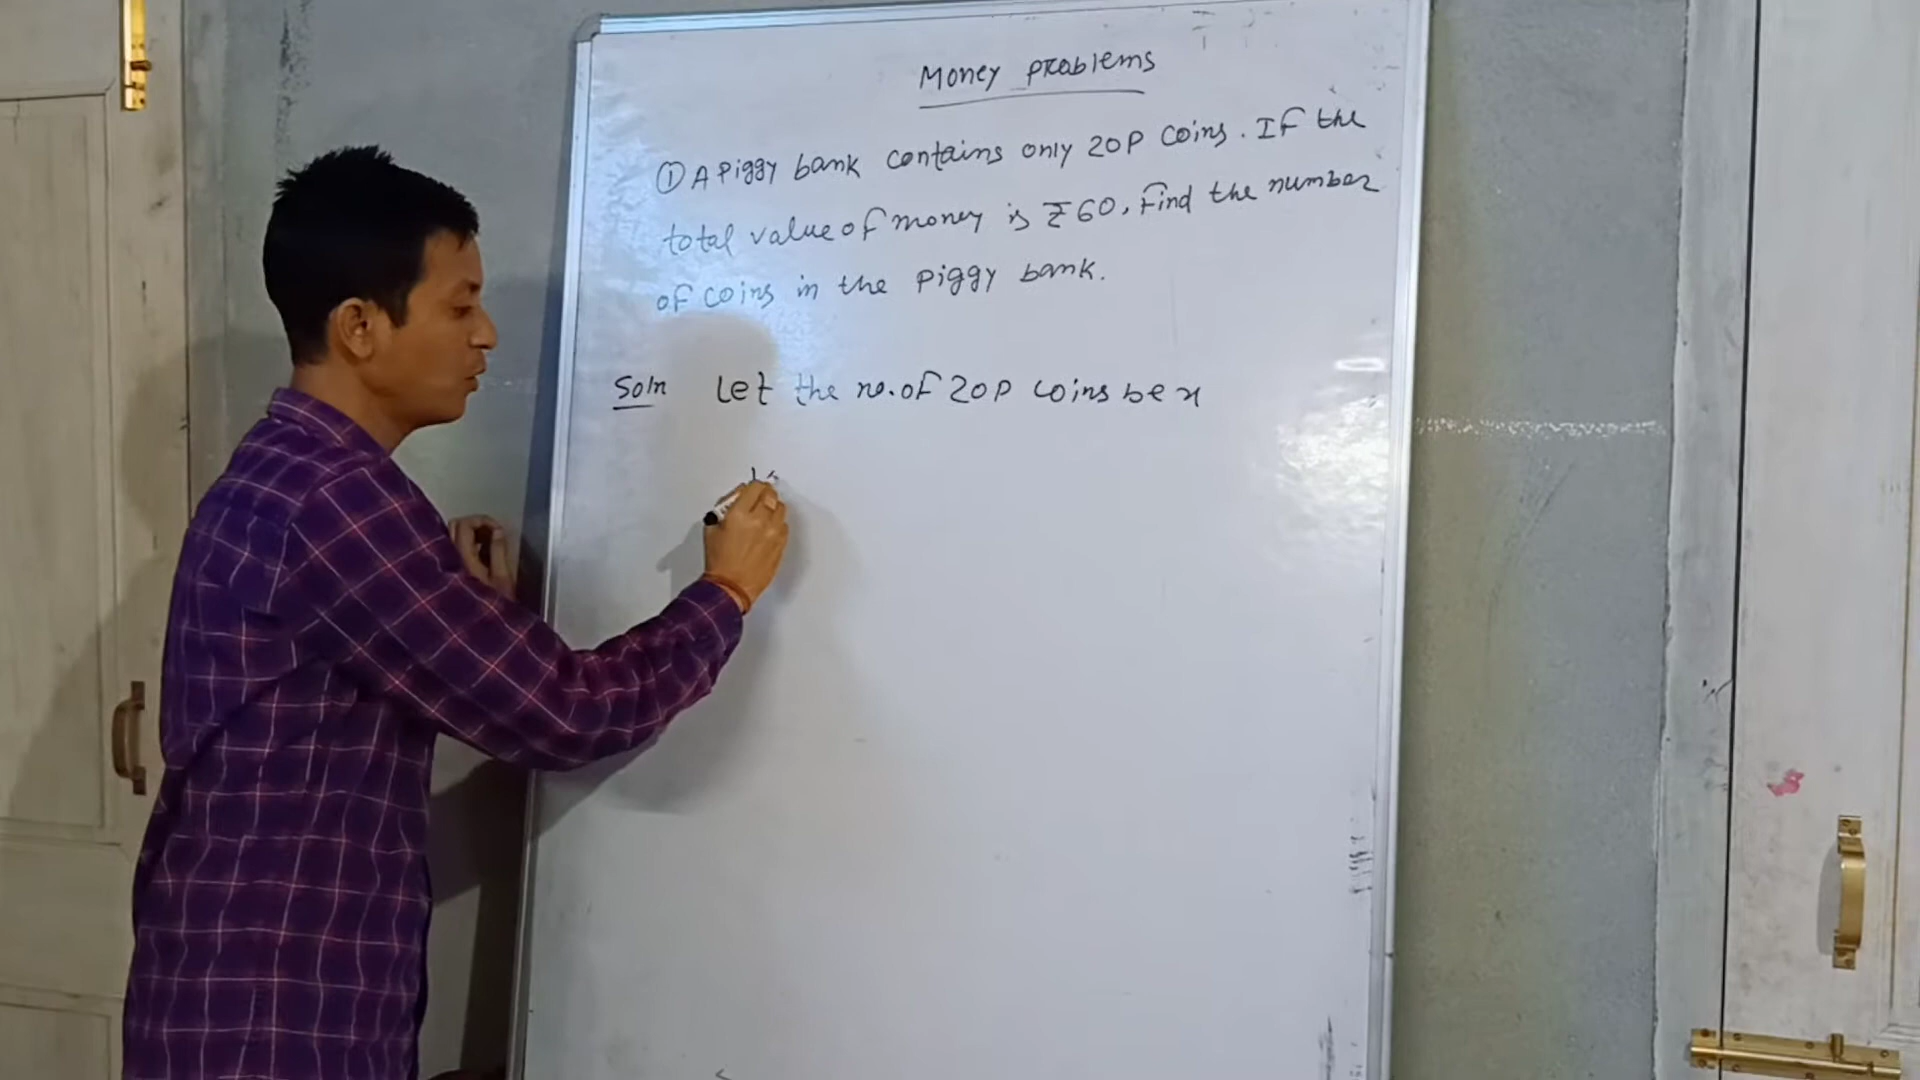 Money problems
① A Piggy bank contains only 20P coins. If the
total value of money is ₹60, Find the number
of coins in the piggy bank.
Soln Let the no. of 20P coins be x